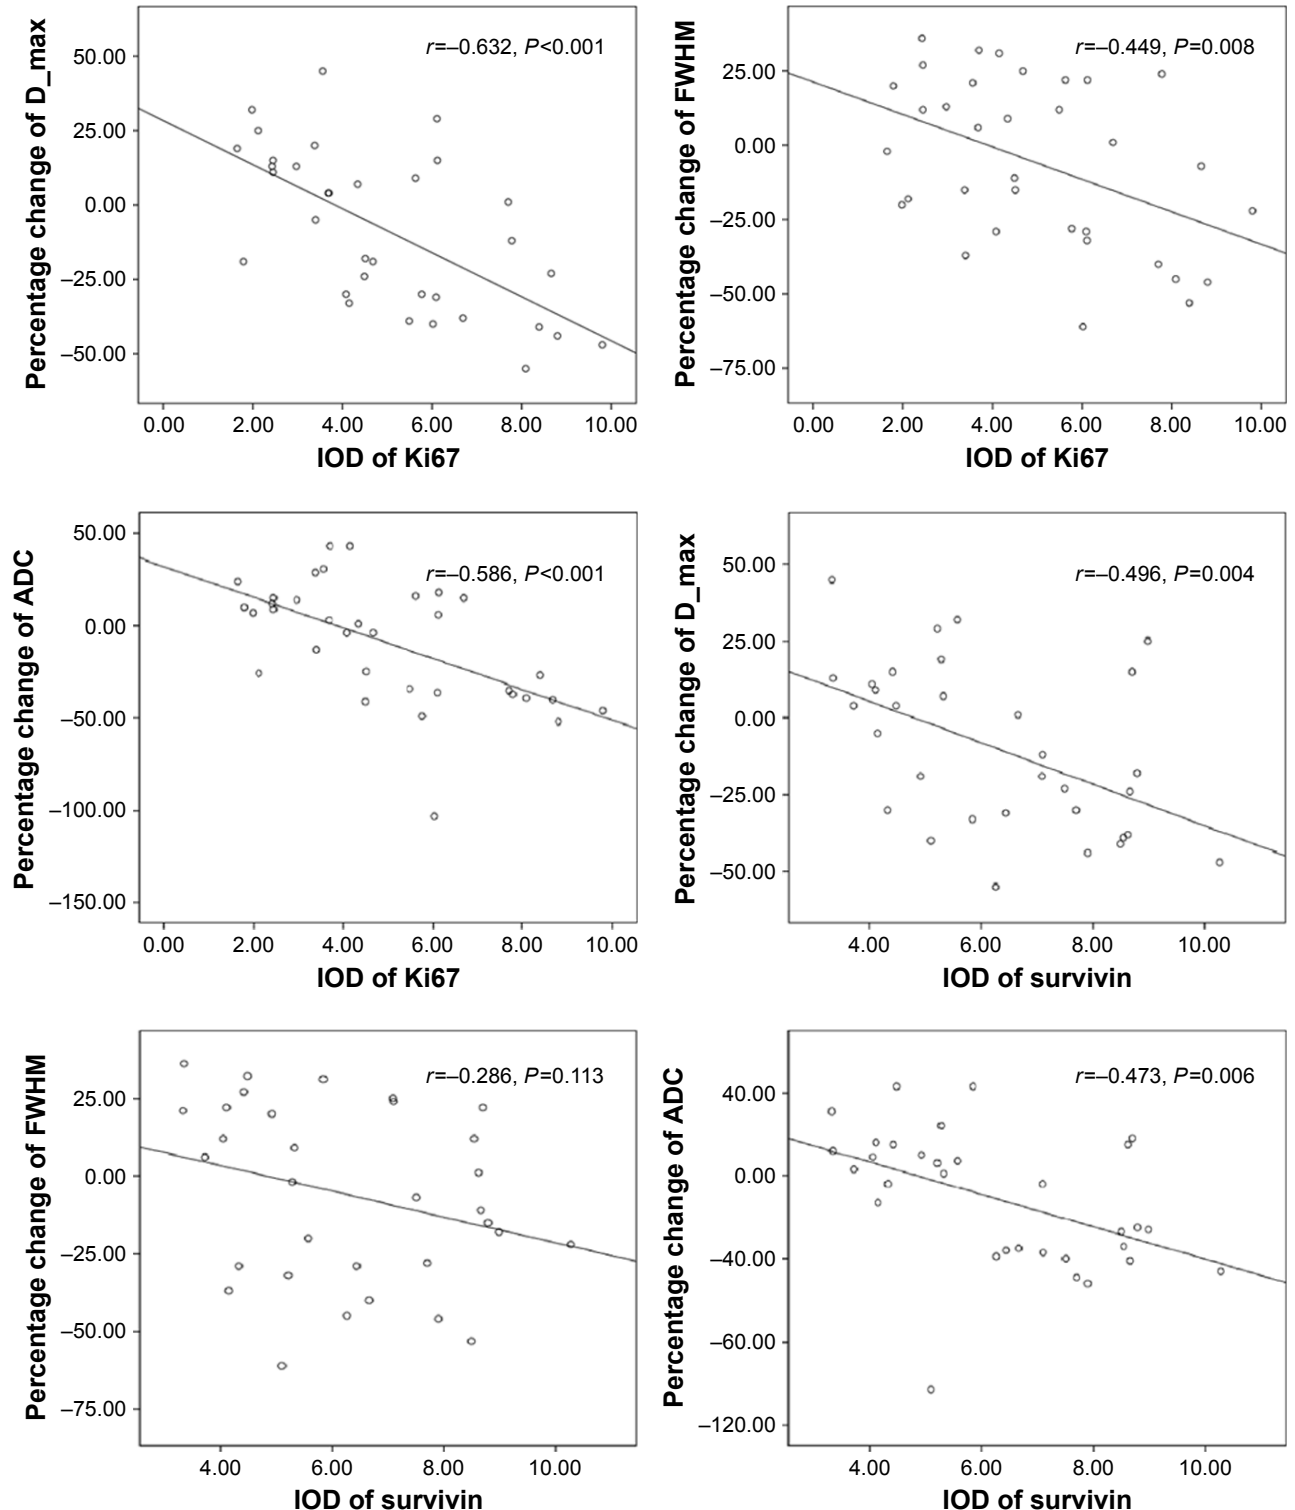 Percentage change of D_max
50.00
25.00
0.00
–25.00
–50.00
r=–0.632, P<0.001
0.00 2.00 4.00 6.00 8.00 10.00
IOD of Ki67
Percentage change of FWHM
25.00
0.00
–25.00
–50.00
–75.00
r=–0.449, P=0.008
0.00 2.00 4.00 6.00 8.00 10.00
IOD of Ki67
Percentage change of ADC
50.00
0.00
–50.00
–100.00
–150.00
r=–0.586, P<0.001
0.00 2.00 4.00 6.00 8.00 10.00
IOD of Ki67
Percentage change of D_max
50.00
25.00
0.00
–25.00
–50.00
r=–0.496, P=0.004
4.00 6.00 8.00 10.00
IOD of survivin
Percentage change of FWHM
25.00
0.00
–25.00
–50.00
–75.00
r=–0.286, P=0.113
4.00 6.00 8.00 10.00
IOD of survivin
Percentage change of ADC
40.00
0.00
–40.00
–60.00
–120.00
r=–0.473, P=0.006
4.00 6.00 8.00 10.00
IOD of survivin